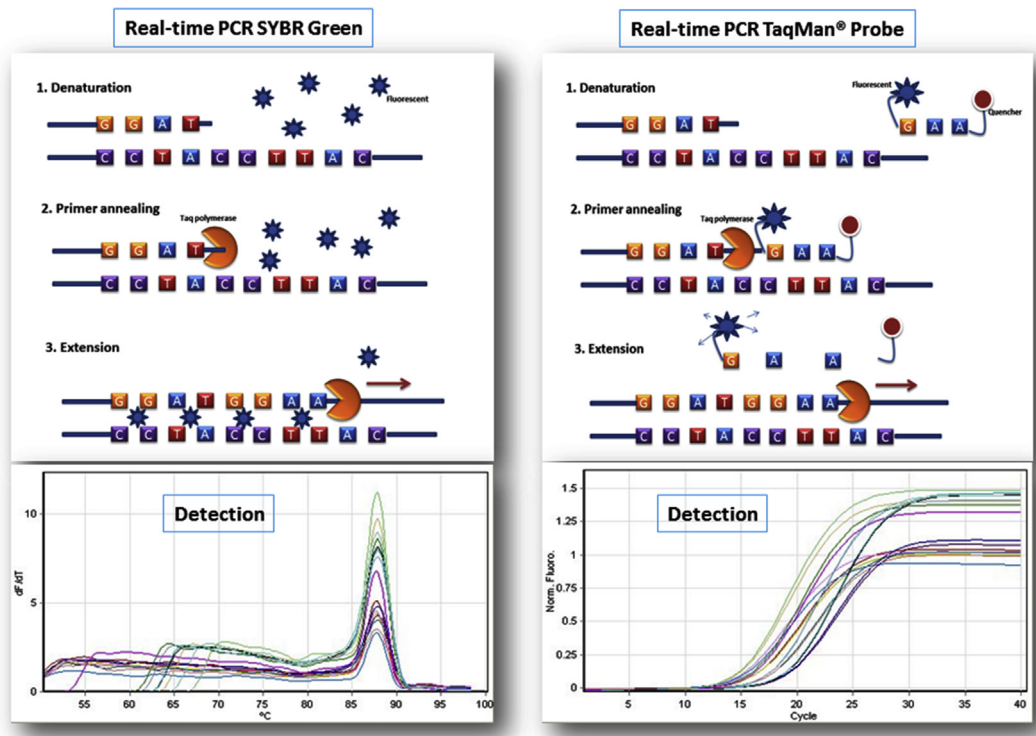 Real-time PCR SYBR Green
1. Denaturation
Fluorescent
G G A T
C C T A C C T T A C
2. Primer annealing
Taq polymerase
G G A T
C C T A C C T T A C
3. Extension
G G A T G G A A
C C T A C C T T A C
Detection
dF/dT
10
5
0
55 60 65 70 75 80 85 90 95 100
ºC
Real-time PCR TaqMan® Probe
1. Denaturation
Fluorescent
Quencher
G G A T
G A A
C C T A C C T T A C
2. Primer annealing
Taq polymerase
G G A T G A A
C C T A C C T T A C
3. Extension
G A A
G G A T G G A A
C C T A C C T T A C
Detection
Norm. Fluoro.
1.5
1.25
1
0.75
0.5
0.25
0
5 10 15 20 25 30 35 40
Cycle